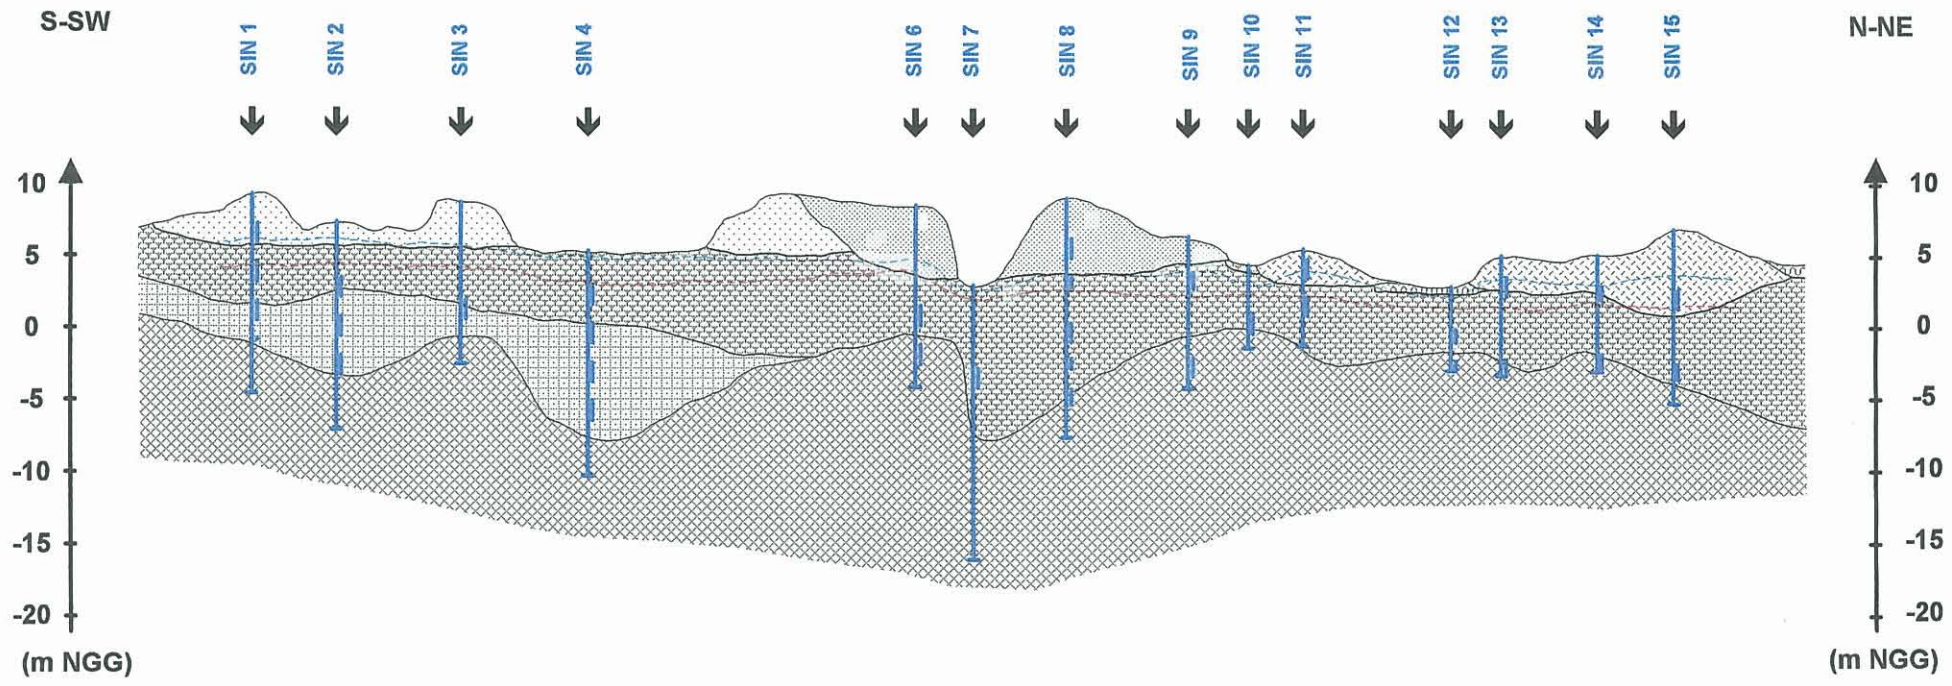 S-SW
N-NE
SIN 1
SIN 2
SIN 3
SIN 4
SIN 6
SIN 7
SIN 8
SIN 9
SIN 10
SIN 11
SIN 12
SIN 13
SIN 14
SIN 15
10
5
0
-5
-10
-15
-20
(m NGG)
10
5
0
-5
-10
-15
-20
(m NGG)